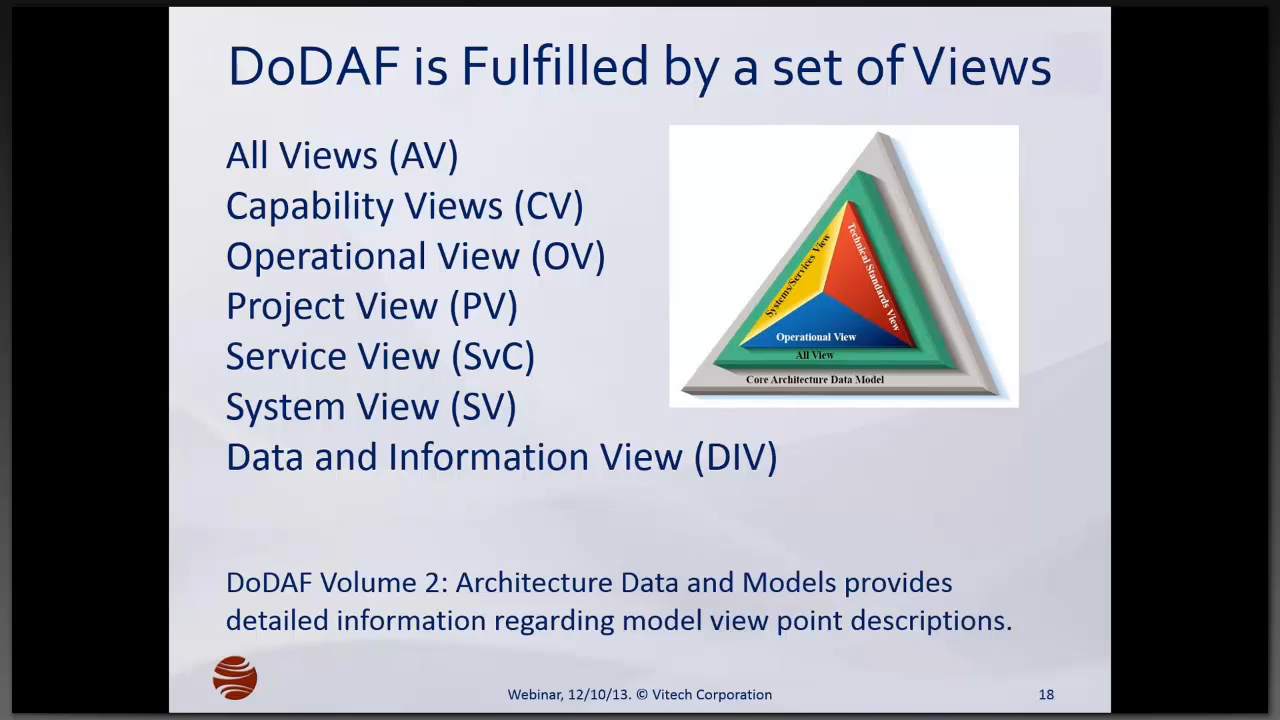 DoDAF is Fulfilled by a set of Views
All Views (AV)
Capability Views (CV)
Operational View (OV)
Project View (PV)
Service View (SvC)
System View (SV)
Data and Information View (DIV)
Systems/Services View
Technical Standards View
Operational View
All View
Core Architecture Data Model
DoDAF Volume 2: Architecture Data and Models provides
detailed information regarding model view point descriptions.
Webinar, 12/10/13. © Vitech Corporation
18